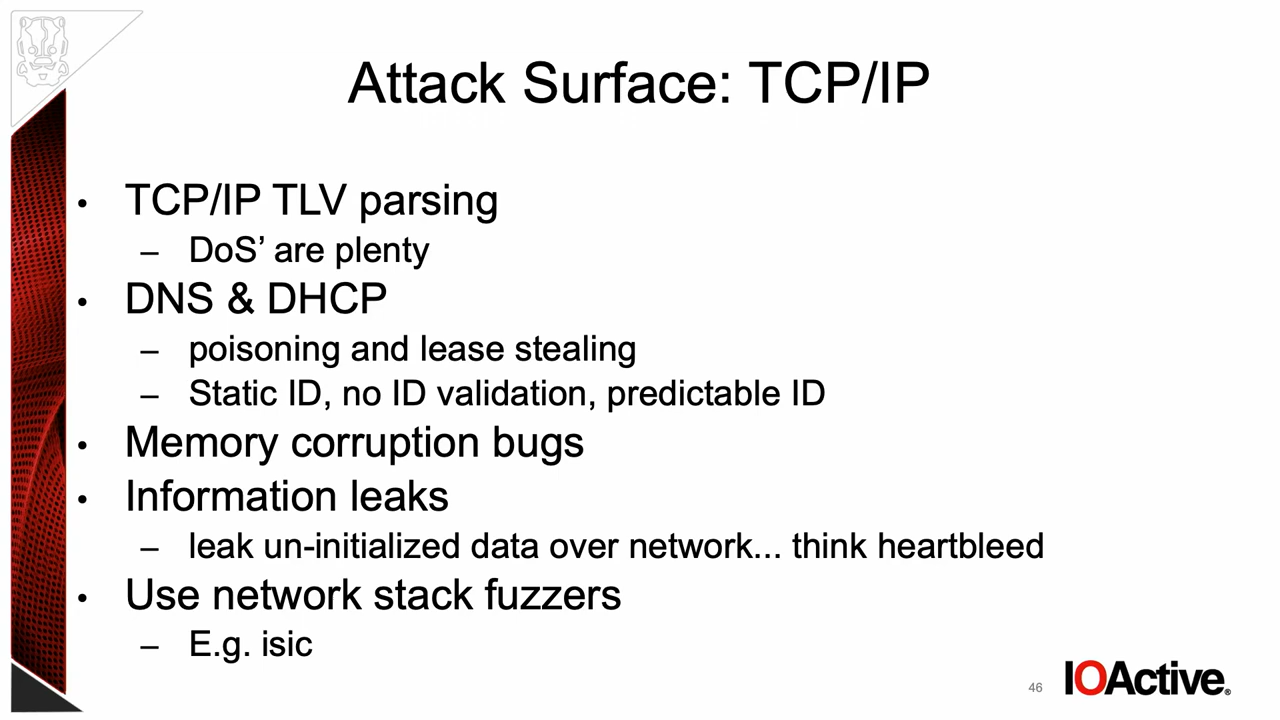 Attack Surface: TCP/IP
• TCP/IP TLV parsing
– DoS’ are plenty
• DNS & DHCP
– poisoning and lease stealing
– Static ID, no ID validation, predictable ID
• Memory corruption bugs
• Information leaks
– leak un-initialized data over network... think heartbleed
• Use network stack fuzzers
– E.g. isic
46
IOActive®